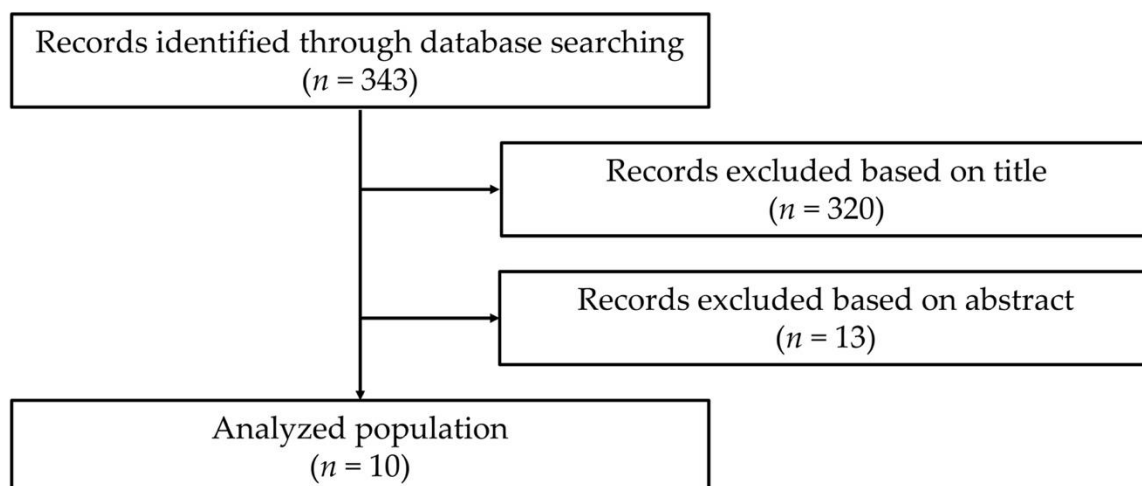 Records identified through database searching
(n = 343)
Records excluded based on title
(n = 320)
Records excluded based on abstract
(n = 13)
Analyzed population
(n = 10)